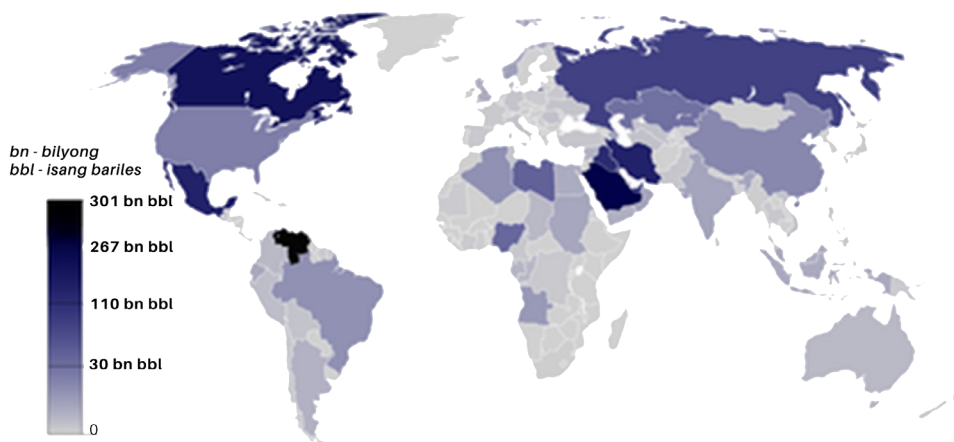 bn - bilyong
bbl - isang bariles
301 bn bbl
267 bn bbl
110 bn bbl
30 bn bbl
0